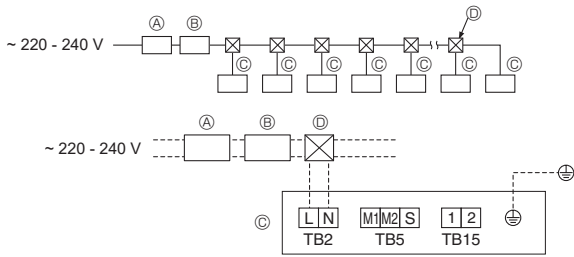 Ⓐ Ⓑ Ⓓ
~ 220 - 240 V
Ⓒ Ⓒ Ⓒ Ⓒ Ⓒ Ⓒ Ⓒ
Ⓐ Ⓑ Ⓓ
~ 220 - 240 V
Ⓒ L N M1 M2 S 1 2
TB2 TB5 TB15